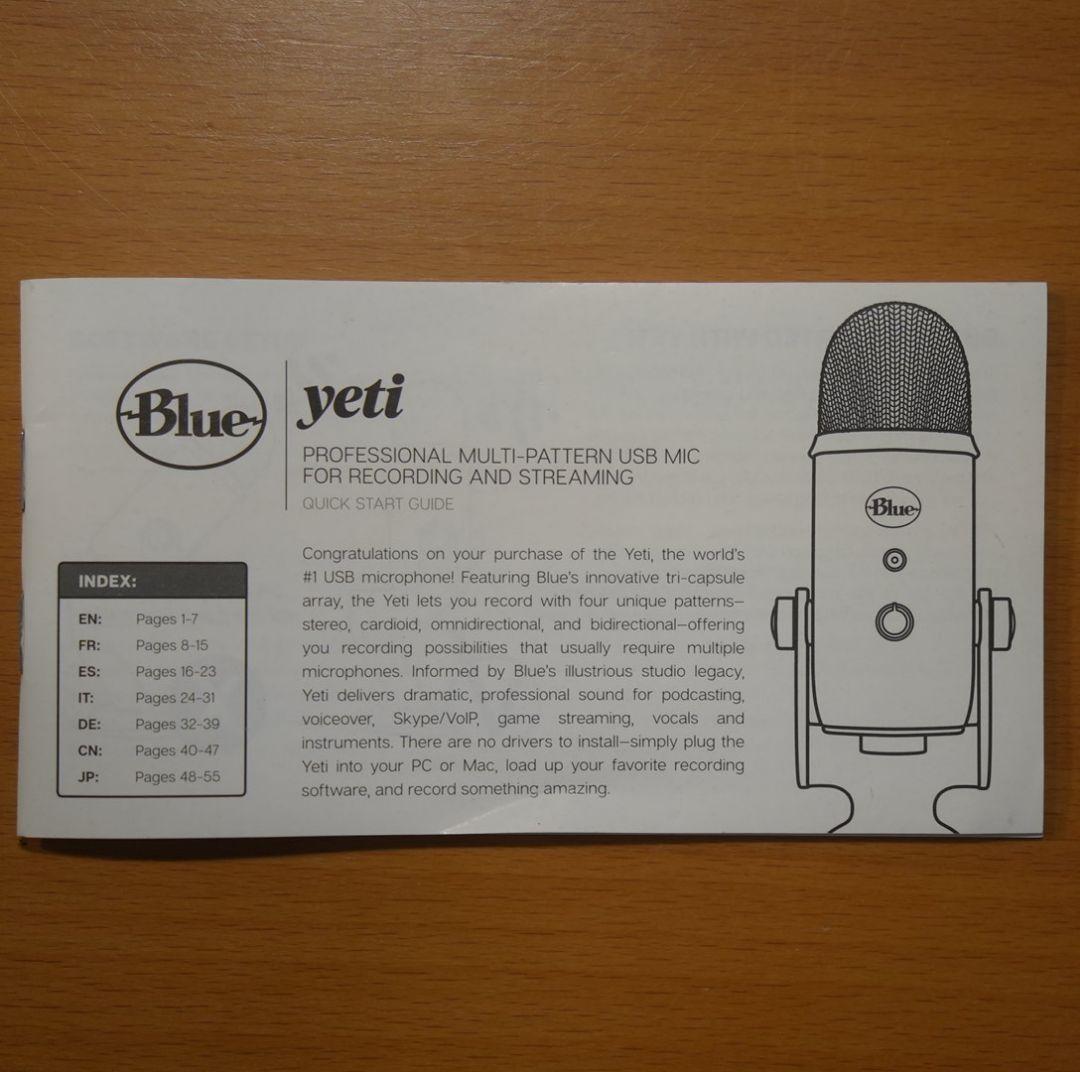 Blue
yeti
PROFESSIONAL MULTI-PATTERN USB MIC
FOR RECORDING AND STREAMING
QUICK START GUIDE
Congratulations on your purchase of the Yeti, the world's
#1 USB microphone! Featuring Blue's innovative tri-capsule
array, the Yeti lets you record with four unique patterns—
stereo, cardioid, omnidirectional, and bidirectional—offering
you recording possibilities that usually require multiple
microphones. Informed by Blue's illustrious studio legacy,
Yeti delivers dramatic, professional sound for podcasting,
voiceover, Skype/VoIP, game streaming, vocals and
instruments. There are no drivers to install—simply plug the
Yeti into your PC or Mac, load up your favorite recording
software, and record something amazing.
INDEX:
EN: Pages 1-7
FR: Pages 8-15
ES: Pages 16-23
IT: Pages 24-31
DE: Pages 32-39
CN: Pages 40-47
JP: Pages 48-55
Blue